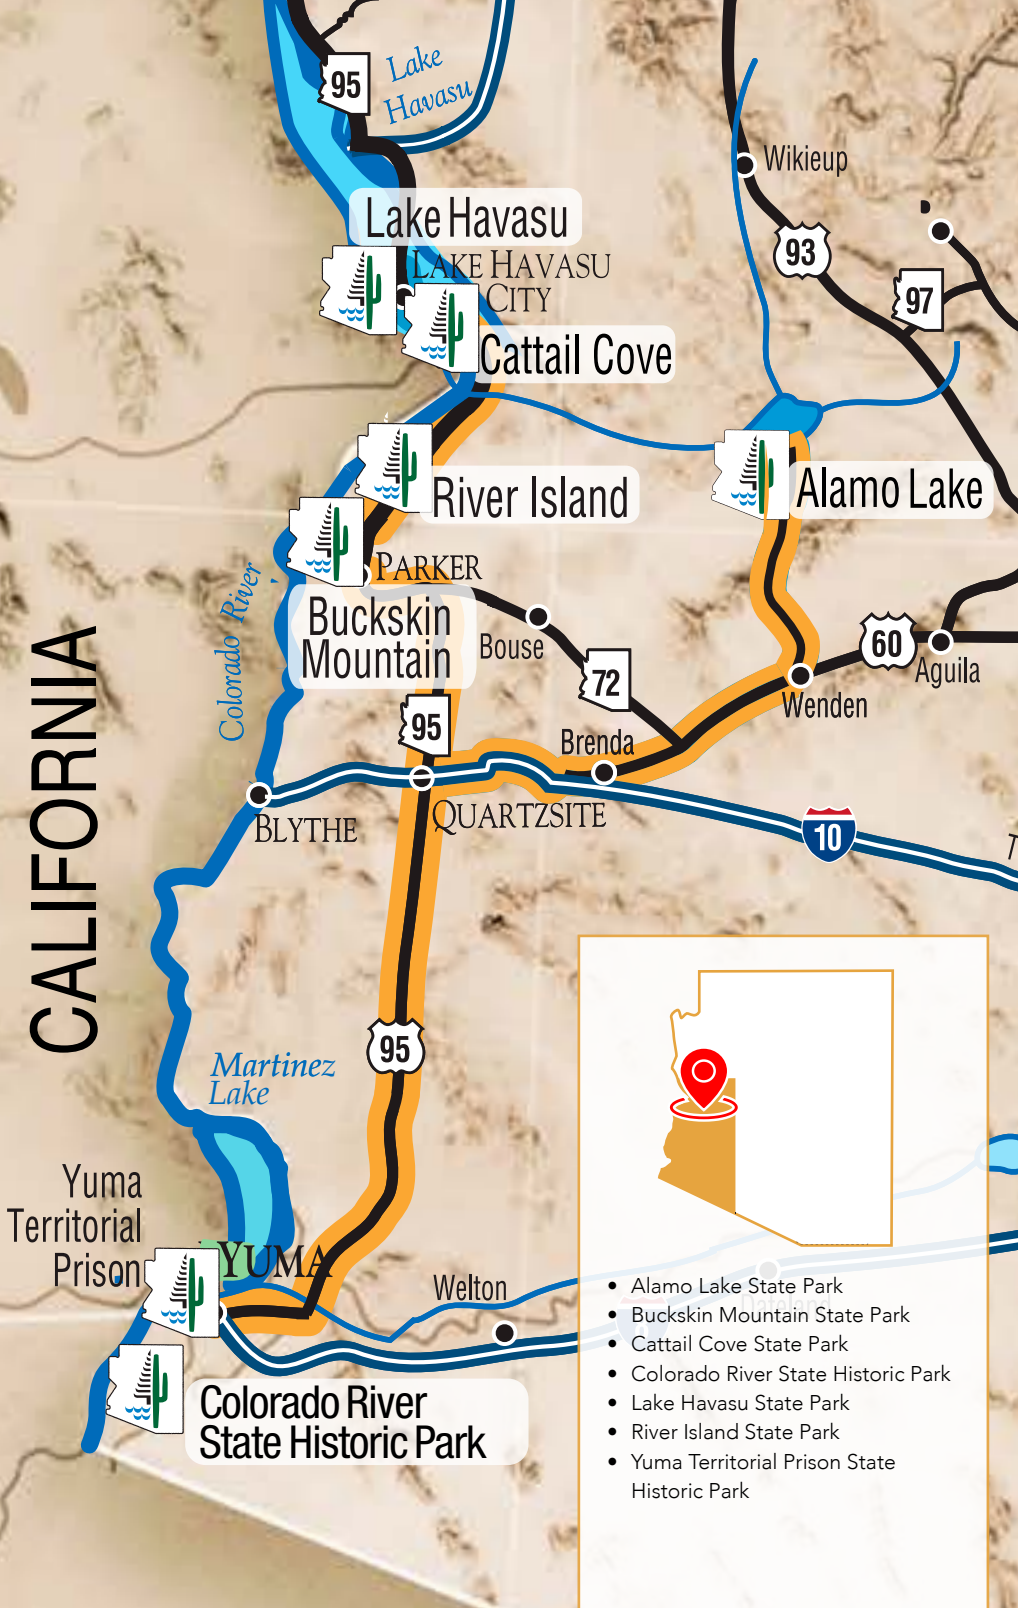 95
Lake
Havasu
Wikieup
93
97
Lake Havasu
LAKE HAVASU
CITY
Cattail Cove
River Island
Alamo Lake
PARKER
Colorado River
Buckskin
Mountain
Bouse
72
60
Aguila
Wenden
95
Brenda
QUARTZSITE
BLYTHE
10
CALIFORNIA
95
Martinez
Lake
Yuma
Territorial
Prison
YUMA
Welton
Dateland
Colorado River
State Historic Park
• Alamo Lake State Park
• Buckskin Mountain State Park
• Cattail Cove State Park
• Colorado River State Historic Park
• Lake Havasu State Park
• River Island State Park
• Yuma Territorial Prison State
Historic Park